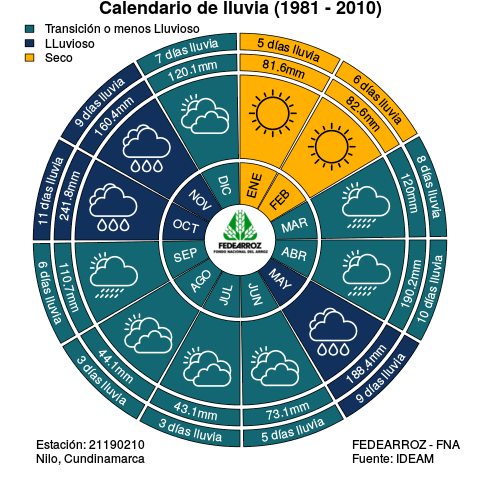 Calendario de lluvia (1981 - 2010)
Transición o menos Lluvioso
LLuvioso
Seco
5 días lluvia
81.6mm
ENE
6 días lluvia
82.6mm
FEB
8 días lluvia
120mm
MAR
10 días lluvia
190.2mm
ABR
9 días lluvia
188.4mm
MAY
5 días lluvia
73.1mm
JUN
3 días lluvia
43.1mm
JUL
3 días lluvia
44.1mm
AGO
6 días lluvia
110.7mm
SEP
11 días lluvia
241.8mm
OCT
9 días lluvia
160.4mm
NOV
7 días lluvia
120.1mm
DIC
FEDEARROZ
FONDO NACIONAL DEL ARROZ
Estación: 21190210
Nilo, Cundinamarca
FEDEARROZ - FNA
Fuente: IDEAM